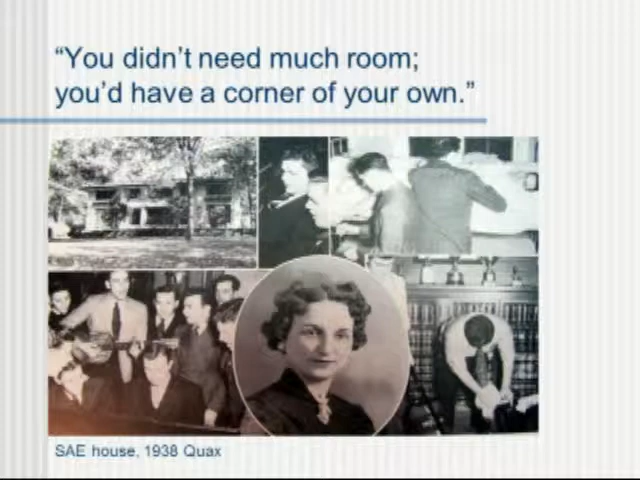 “You didn’t need much room;
you’d have a corner of your own.”
SAE house, 1938 Quax